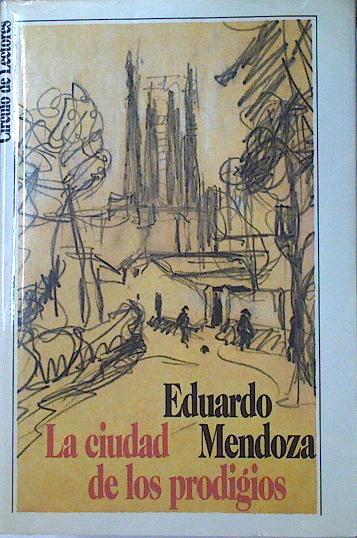 Círculo de Lectores
Eduardo
La ciudad Mendoza
de los prodigios